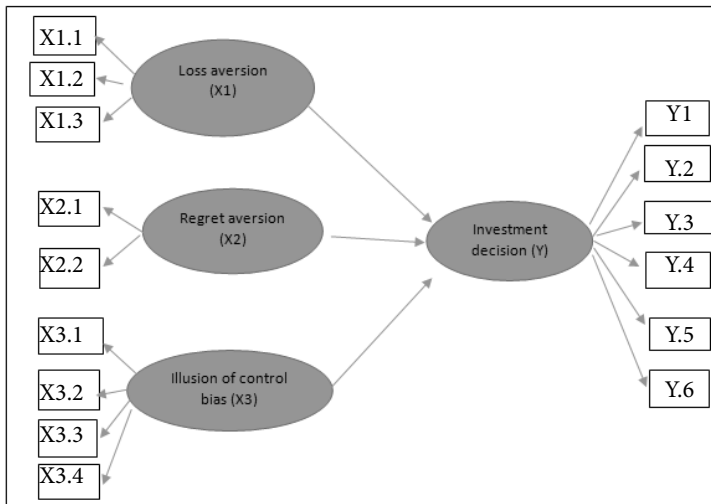 X1.1
X1.2
X1.3
Loss aversion
(X1)
X2.1
X2.2
Regret aversion
(X2)
X3.1
X3.2
X3.3
X3.4
Illusion of control
bias (X3)
Investment
decision (Y)
Y1
Y.2
Y.3
Y.4
Y.5
Y.6